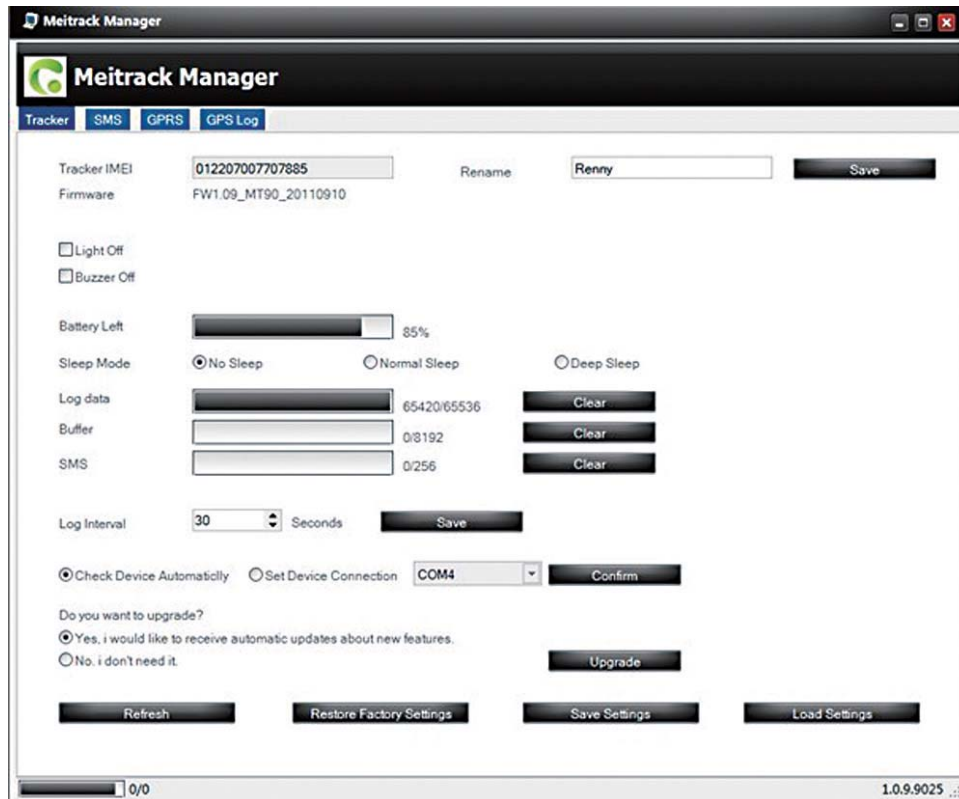 Meitrack Manager
Meitrack Manager
Tracker SMS GPRS GPS Log
Tracker IMEI 012207007707885 Rename Renny Save
Firmware FW1.09_MT90_20110910
Light Off
Buzzer Off
Battery Left 85%
Sleep Mode No Sleep Normal Sleep Deep Sleep
Log data 65420/65536 Clear
Buffer 0/8192 Clear
SMS 0/256 Clear
Log Interval 30 Seconds Save
Check Device Automaticlly Set Device Connection COM4 Confirm
Do you want to upgrade?
Yes, i would like to receive automatic updates about new features.
No. i don't need it. Upgrade
Refresh Restore Factory Settings Save Settings Load Settings
0/0 1.0.9.9025